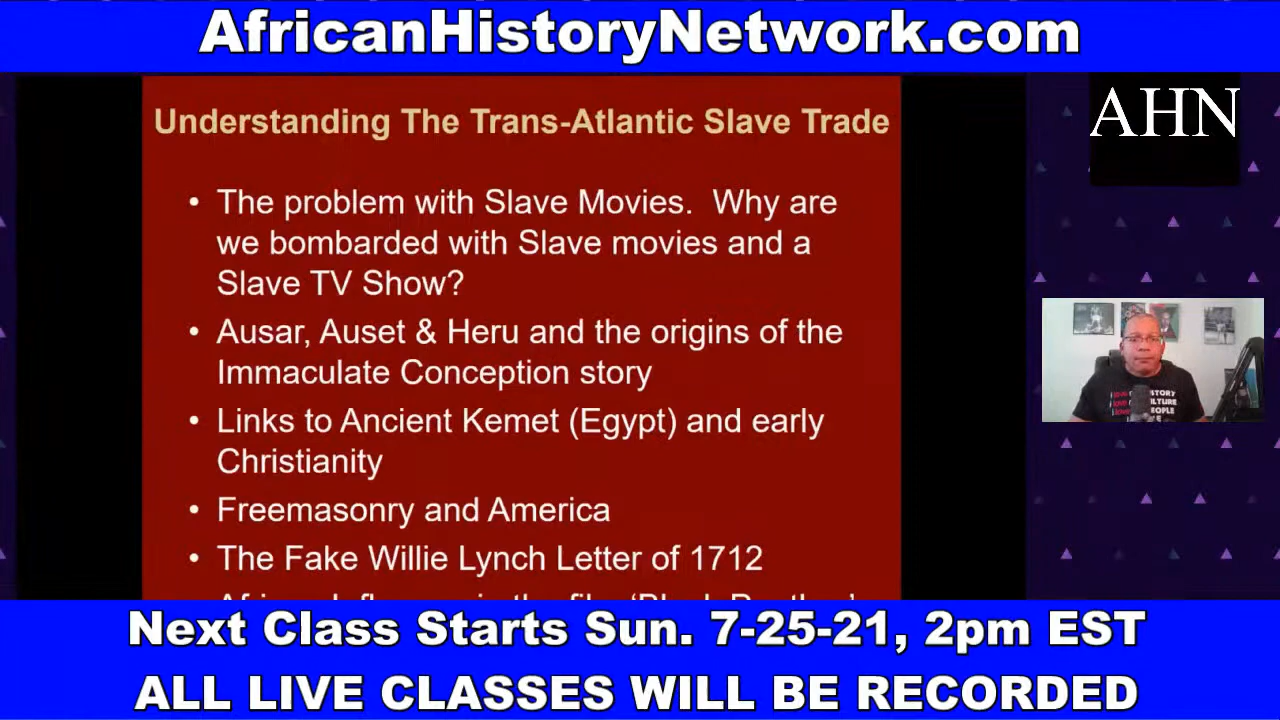 AfricanHistoryNetwork.com
AHN
Understanding The Trans-Atlantic Slave Trade
• The problem with Slave Movies. Why are
we bombarded with Slave movies and a
Slave TV Show?
• Ausar, Auset & Heru and the origins of the
Immaculate Conception story
• Links to Ancient Kemet (Egypt) and early
Christianity
• Freemasonry and America
• The Fake Willie Lynch Letter of 1712
Next Class Starts Sun. 7-25-21, 2pm EST
ALL LIVE CLASSES WILL BE RECORDED